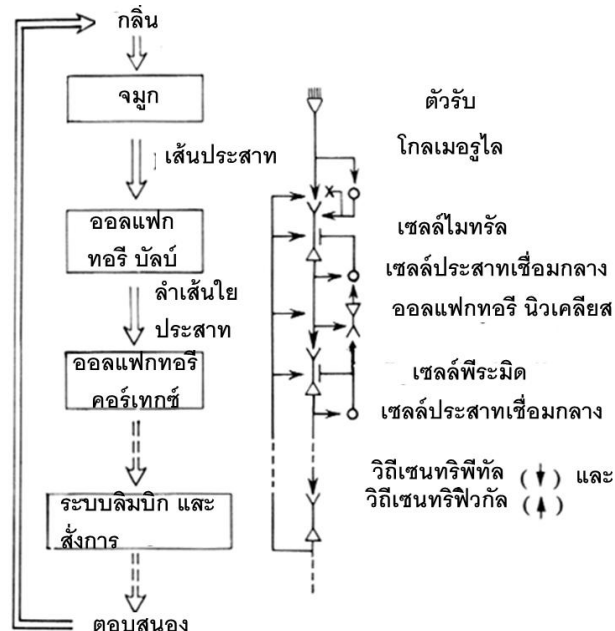 กลิ่น
จมูก
เส้นประสาท
ออลแฟก
ทอรี บัลบ์
ลำเส้นใย
ประสาท
ออลแฟกทอรี
คอร์เทกซ์
ระบบลิมบิก และ
สั่งการ
ตอบสนอง
ตัวรับ
โกลเมอรูไล
เซลล์ไมทรัล
เซลล์ประสาทเชื่อมกลาง
ออลแฟกทอรี นิวเคลียส
เซลล์พีระมิด
เซลล์ประสาทเชื่อมกลาง
วิถีเซนทริพีทัล (↓) และ
วิถีเซนทริฟิวกัล (↑)